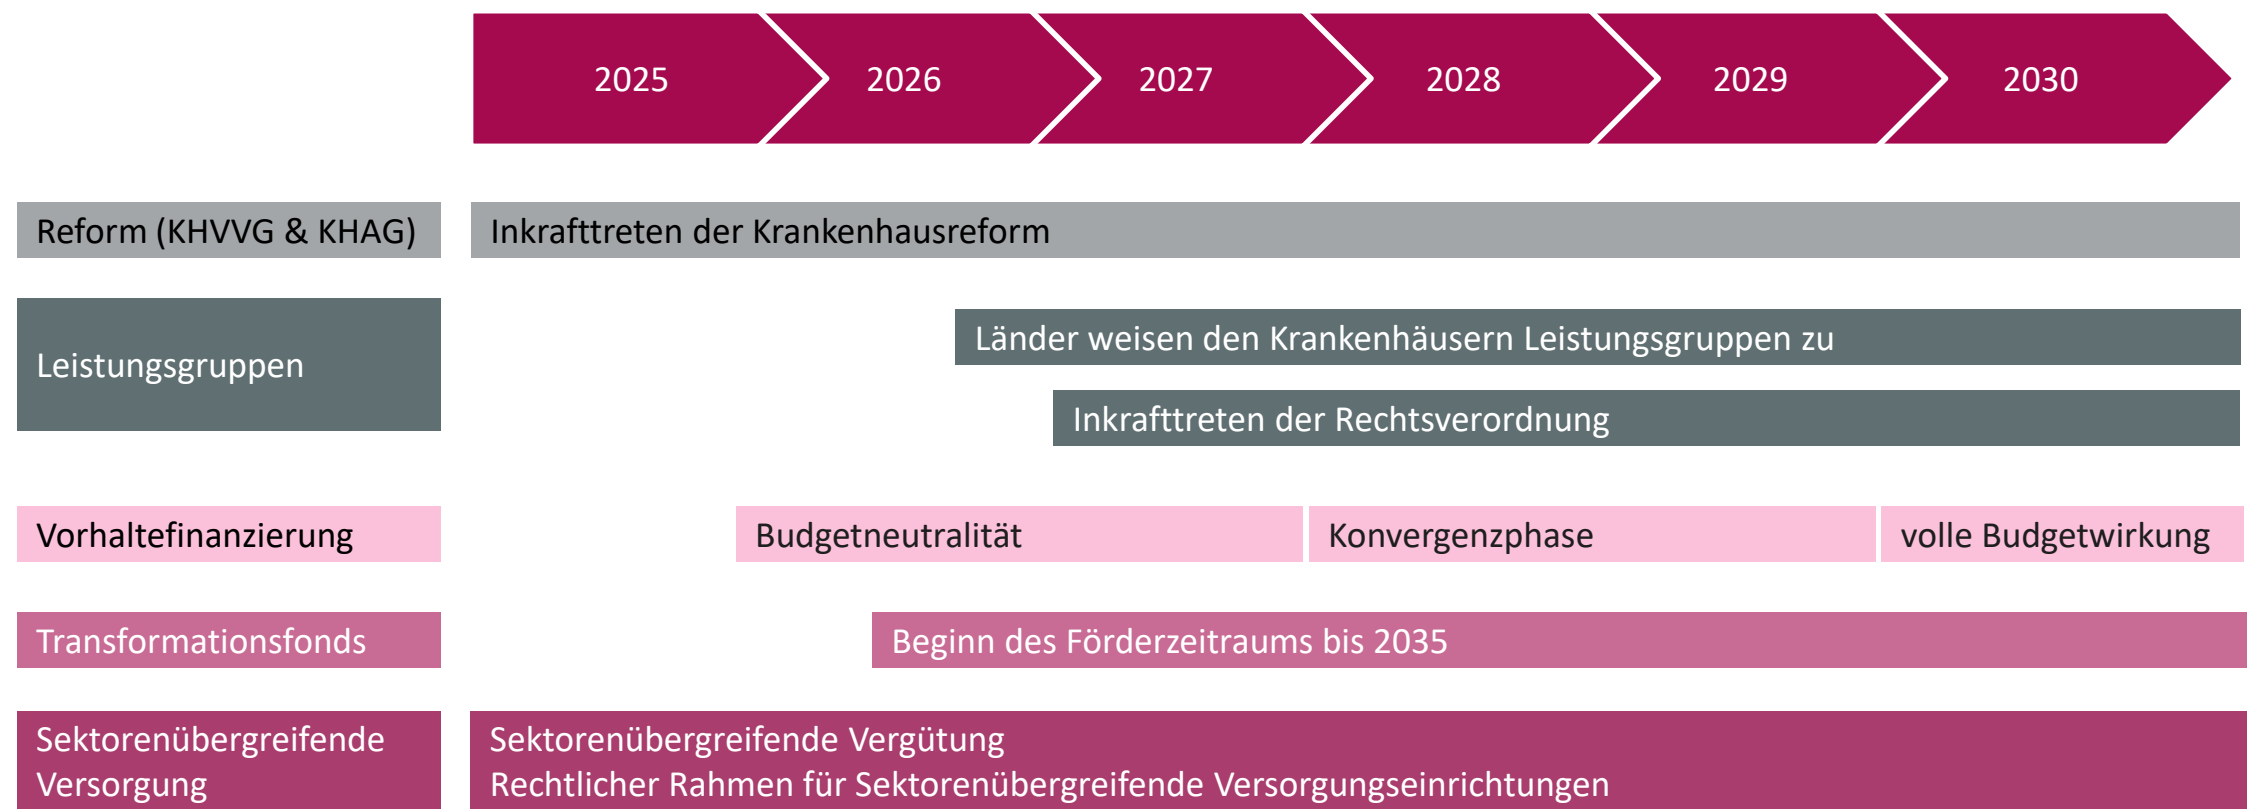 2025
2026
2027
2028
2029
2030
Reform (KHVVG & KHAG)
Inkrafttreten der Krankenhausreform
Leistungsgruppen
Länder weisen den Krankenhäusern Leistungsgruppen zu
Inkrafttreten der Rechtsverordnung
Vorhaltefinanzierung
Budgetneutralität
Konvergenzphase
volle Budgetwirkung
Transformationsfonds
Beginn des Förderzeitraums bis 2035
Sektorenübergreifende
Versorgung
Sektorenübergreifende Vergütung
Rechtlicher Rahmen für Sektorenübergreifende Versorgungseinrichtungen